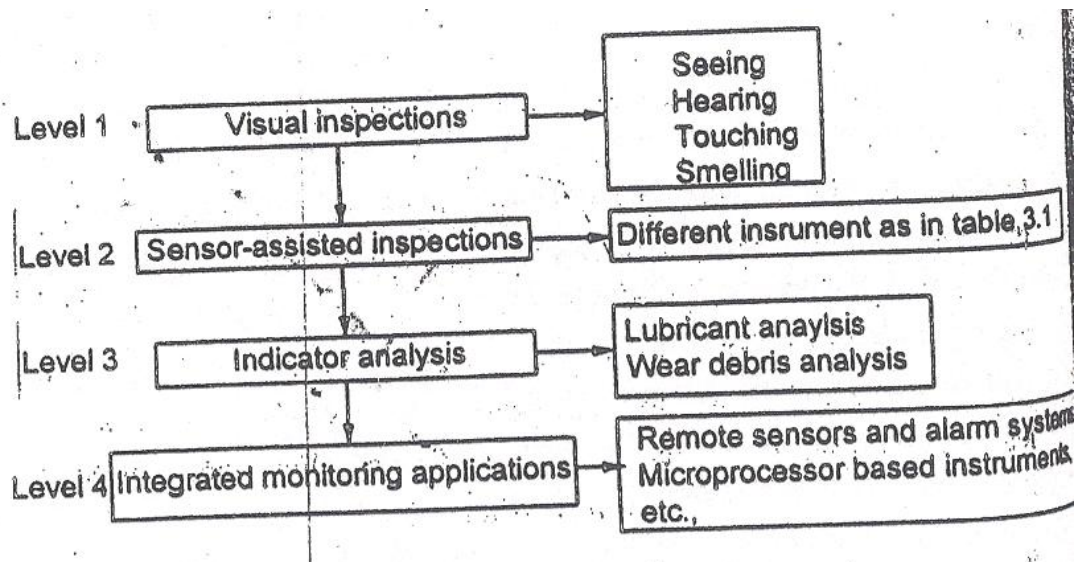 Level 1
Visual inspections
Seeing
Hearing
Touching
Smelling
Level 2
Sensor-assisted inspections
Different insrument as in table, 3.1
Level 3
Indicator analysis
Lubricant anaylsis
Wear debris analysis
Level 4
Integrated monitoring applications
Remote sensors and alarm systems
Microprocessor based instruments,
etc.,